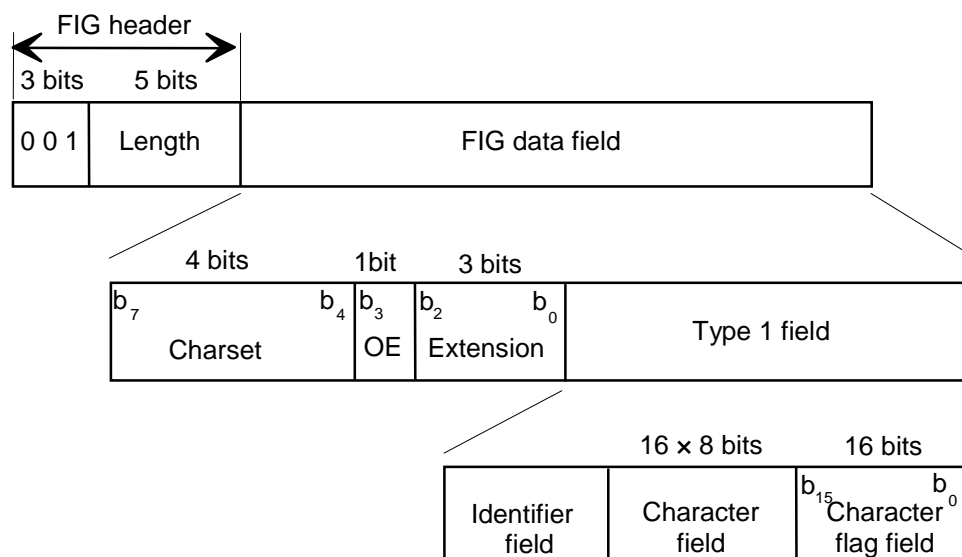 FIG header
3 bits 5 bits
0 0 1 Length FIG data field
4 bits 1bit 3 bits
b7 b4 b3 b2 b0
Charset OE Extension Type 1 field
16 × 8 bits 16 bits
b15 b0
Identifier field Character field Character flag field